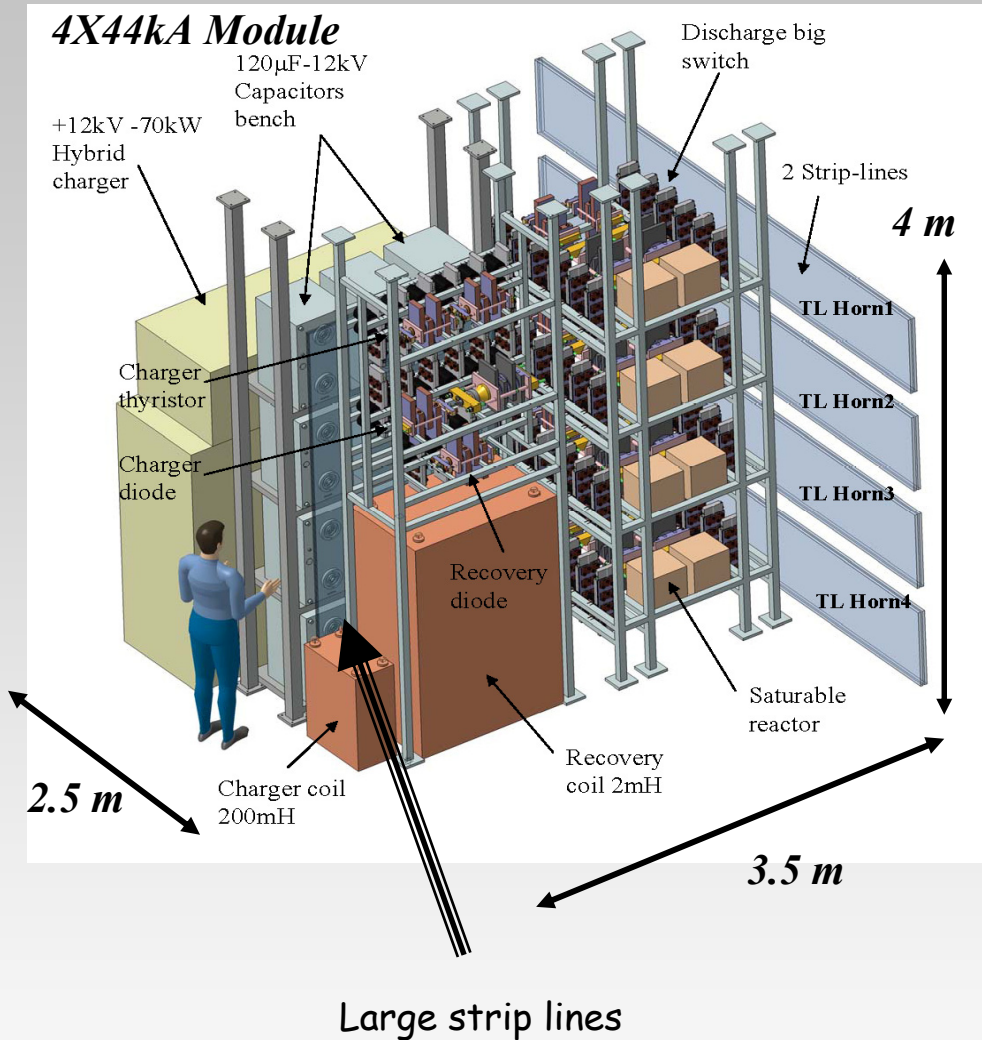 4X44kA Module
120µF-12kV
Capacitors
bench
Discharge big
switch
+12kV -70kW
Hybrid
charger
2 Strip-lines
4 m
TL Horn1
Charger
thyristor
TL Horn2
Charger
diode
TL Horn3
Recovery
diode
TL Horn4
Saturable
reactor
Recovery
coil 2mH
Charger coil
200mH
2.5 m
3.5 m
Large strip lines